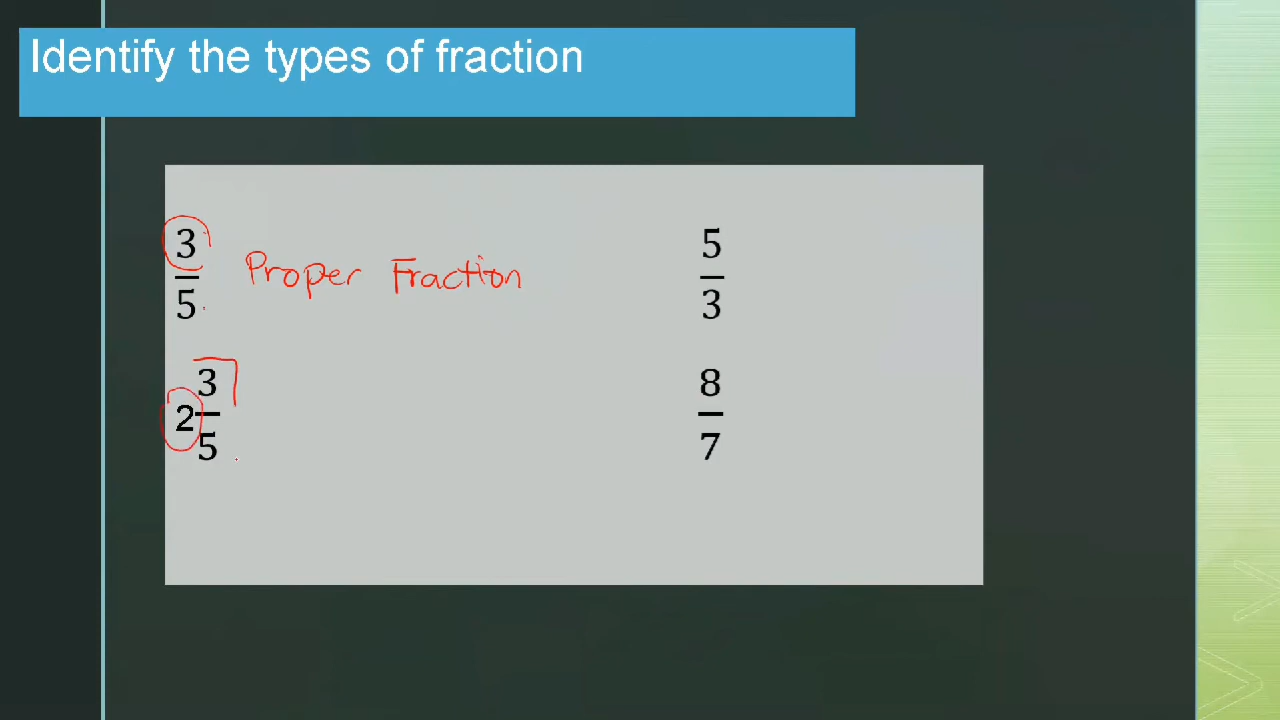 Identify the types of fraction
3/5 Proper Fraction
5/3
2 3/5
8/7